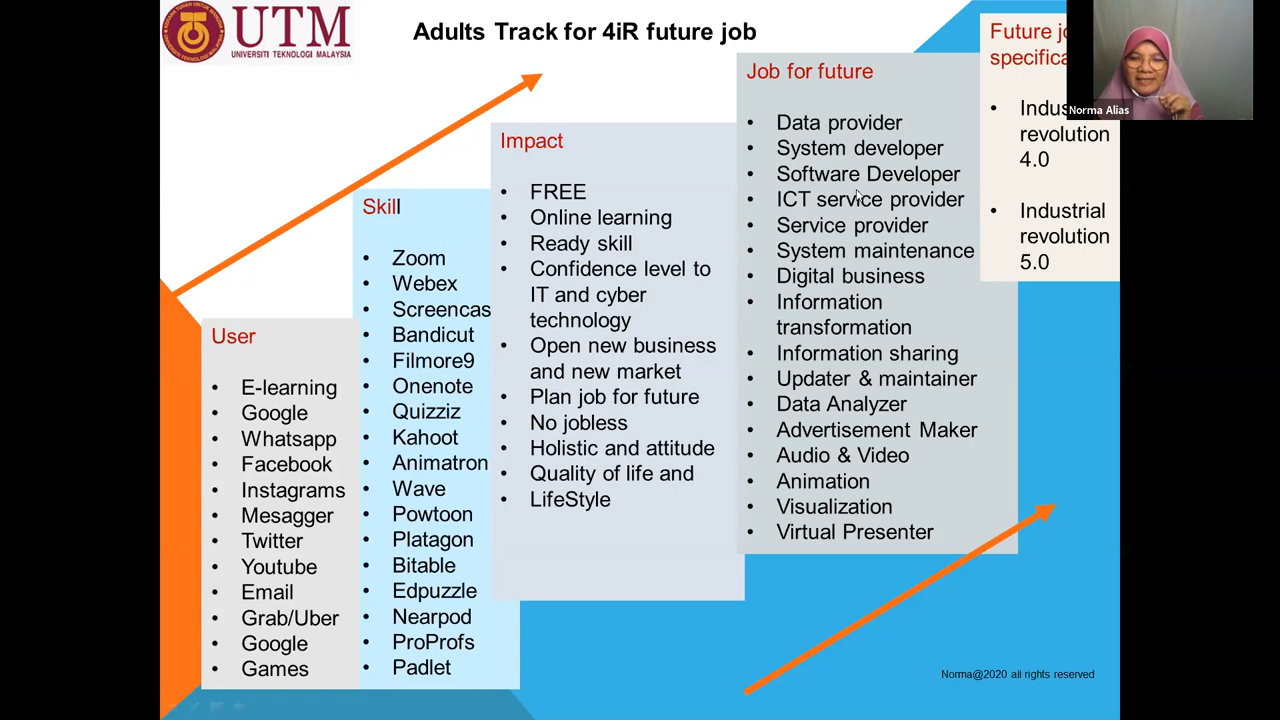 UTM
UNIVERSITI TEKNOLOGI MALAYSIA
Adults Track for 4iR future job
User
• E-learning
• Google
• Whatsapp
• Facebook
• Instagrams
• Mesagger
• Twitter
• Youtube
• Email
• Grab/Uber
• Google
• Games
Skill
• Zoom
• Webex
• Screencas
• Bandicut
• Filmore9
• Onenote
• Quizziz
• Kahoot
• Animatron
• Wave
• Powtoon
• Platagon
• Bitable
• Edpuzzle
• Nearpod
• ProProfs
• Padlet
Impact
• FREE
• Online learning
• Ready skill
• Confidence level to
IT and cyber
technology
• Open new business
and new market
• Plan job for future
• No jobless
• Holistic and attitude
• Quality of life and
• LifeStyle
Job for future
• Data provider
• System developer
• Software Developer
• ICT service provider
• Service provider
• System maintenance
• Digital business
• Information
transformation
• Information sharing
• Updater & maintainer
• Data Analyzer
• Advertisement Maker
• Audio & Video
• Animation
• Visualization
• Virtual Presenter
Future jo
specifica
• Indus
revolution
4.0
• Industrial
revolution
5.0
Norma Alias
Norma@2020 all rights reserved